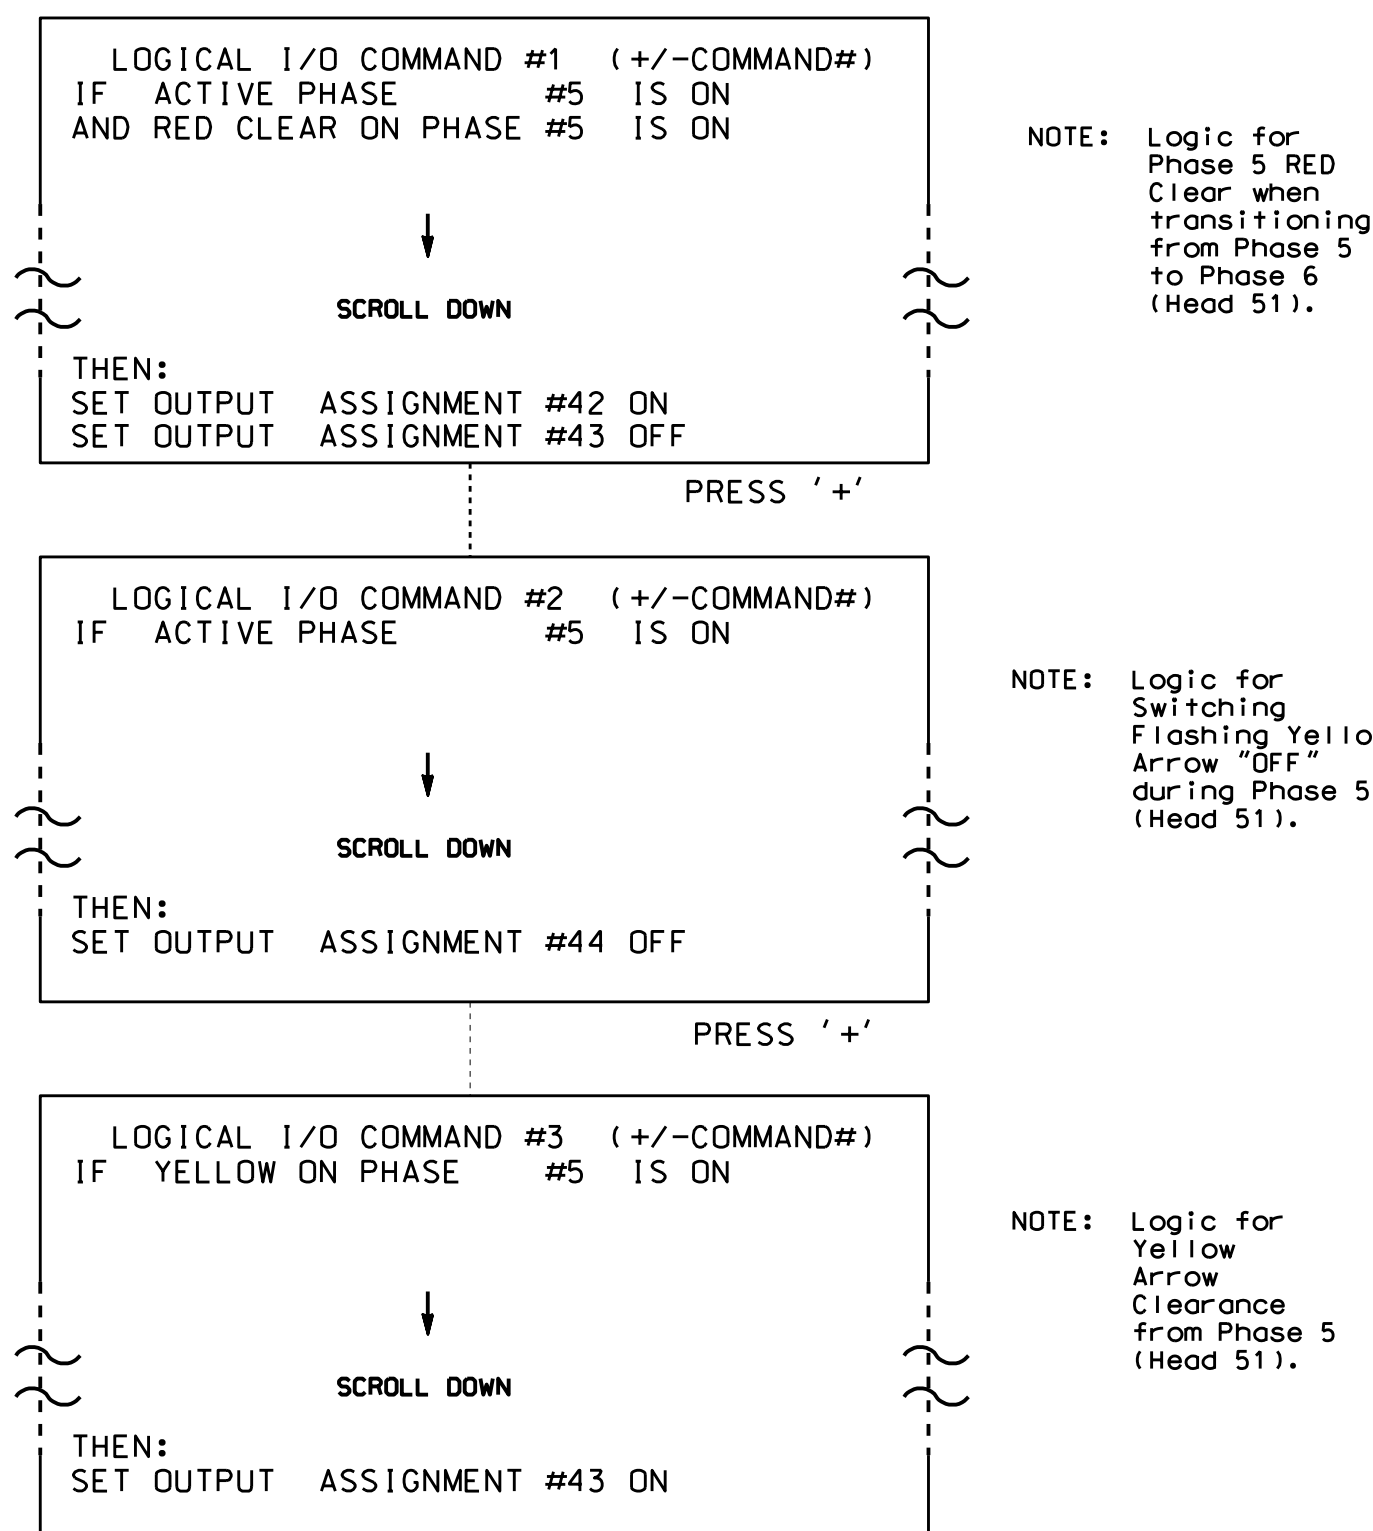 LOGICAL I/O COMMAND #1 (+/-COMMAND#)
IF ACTIVE PHASE #5 IS ON
AND RED CLEAR ON PHASE #5 IS ON
SCROLL DOWN
THEN:
SET OUTPUT ASSIGNMENT #42 ON
SET OUTPUT ASSIGNMENT #43 OFF
NOTE: Logic for
Phase 5 RED
Clear when
transitioning
from Phase 5
to Phase 6
(Head 51).
PRESS '+'
LOGICAL I/O COMMAND #2 (+/-COMMAND#)
IF ACTIVE PHASE #5 IS ON
SCROLL DOWN
THEN:
SET OUTPUT ASSIGNMENT #44 OFF
NOTE: Logic for
Switching
Flashing Yello
Arrow "OFF"
during Phase 5
(Head 51).
PRESS '+'
LOGICAL I/O COMMAND #3 (+/-COMMAND#)
IF YELLOW ON PHASE #5 IS ON
SCROLL DOWN
THEN:
SET OUTPUT ASSIGNMENT #43 ON
NOTE: Logic for
Yellow
Arrow
Clearance
from Phase 5
(Head 51).